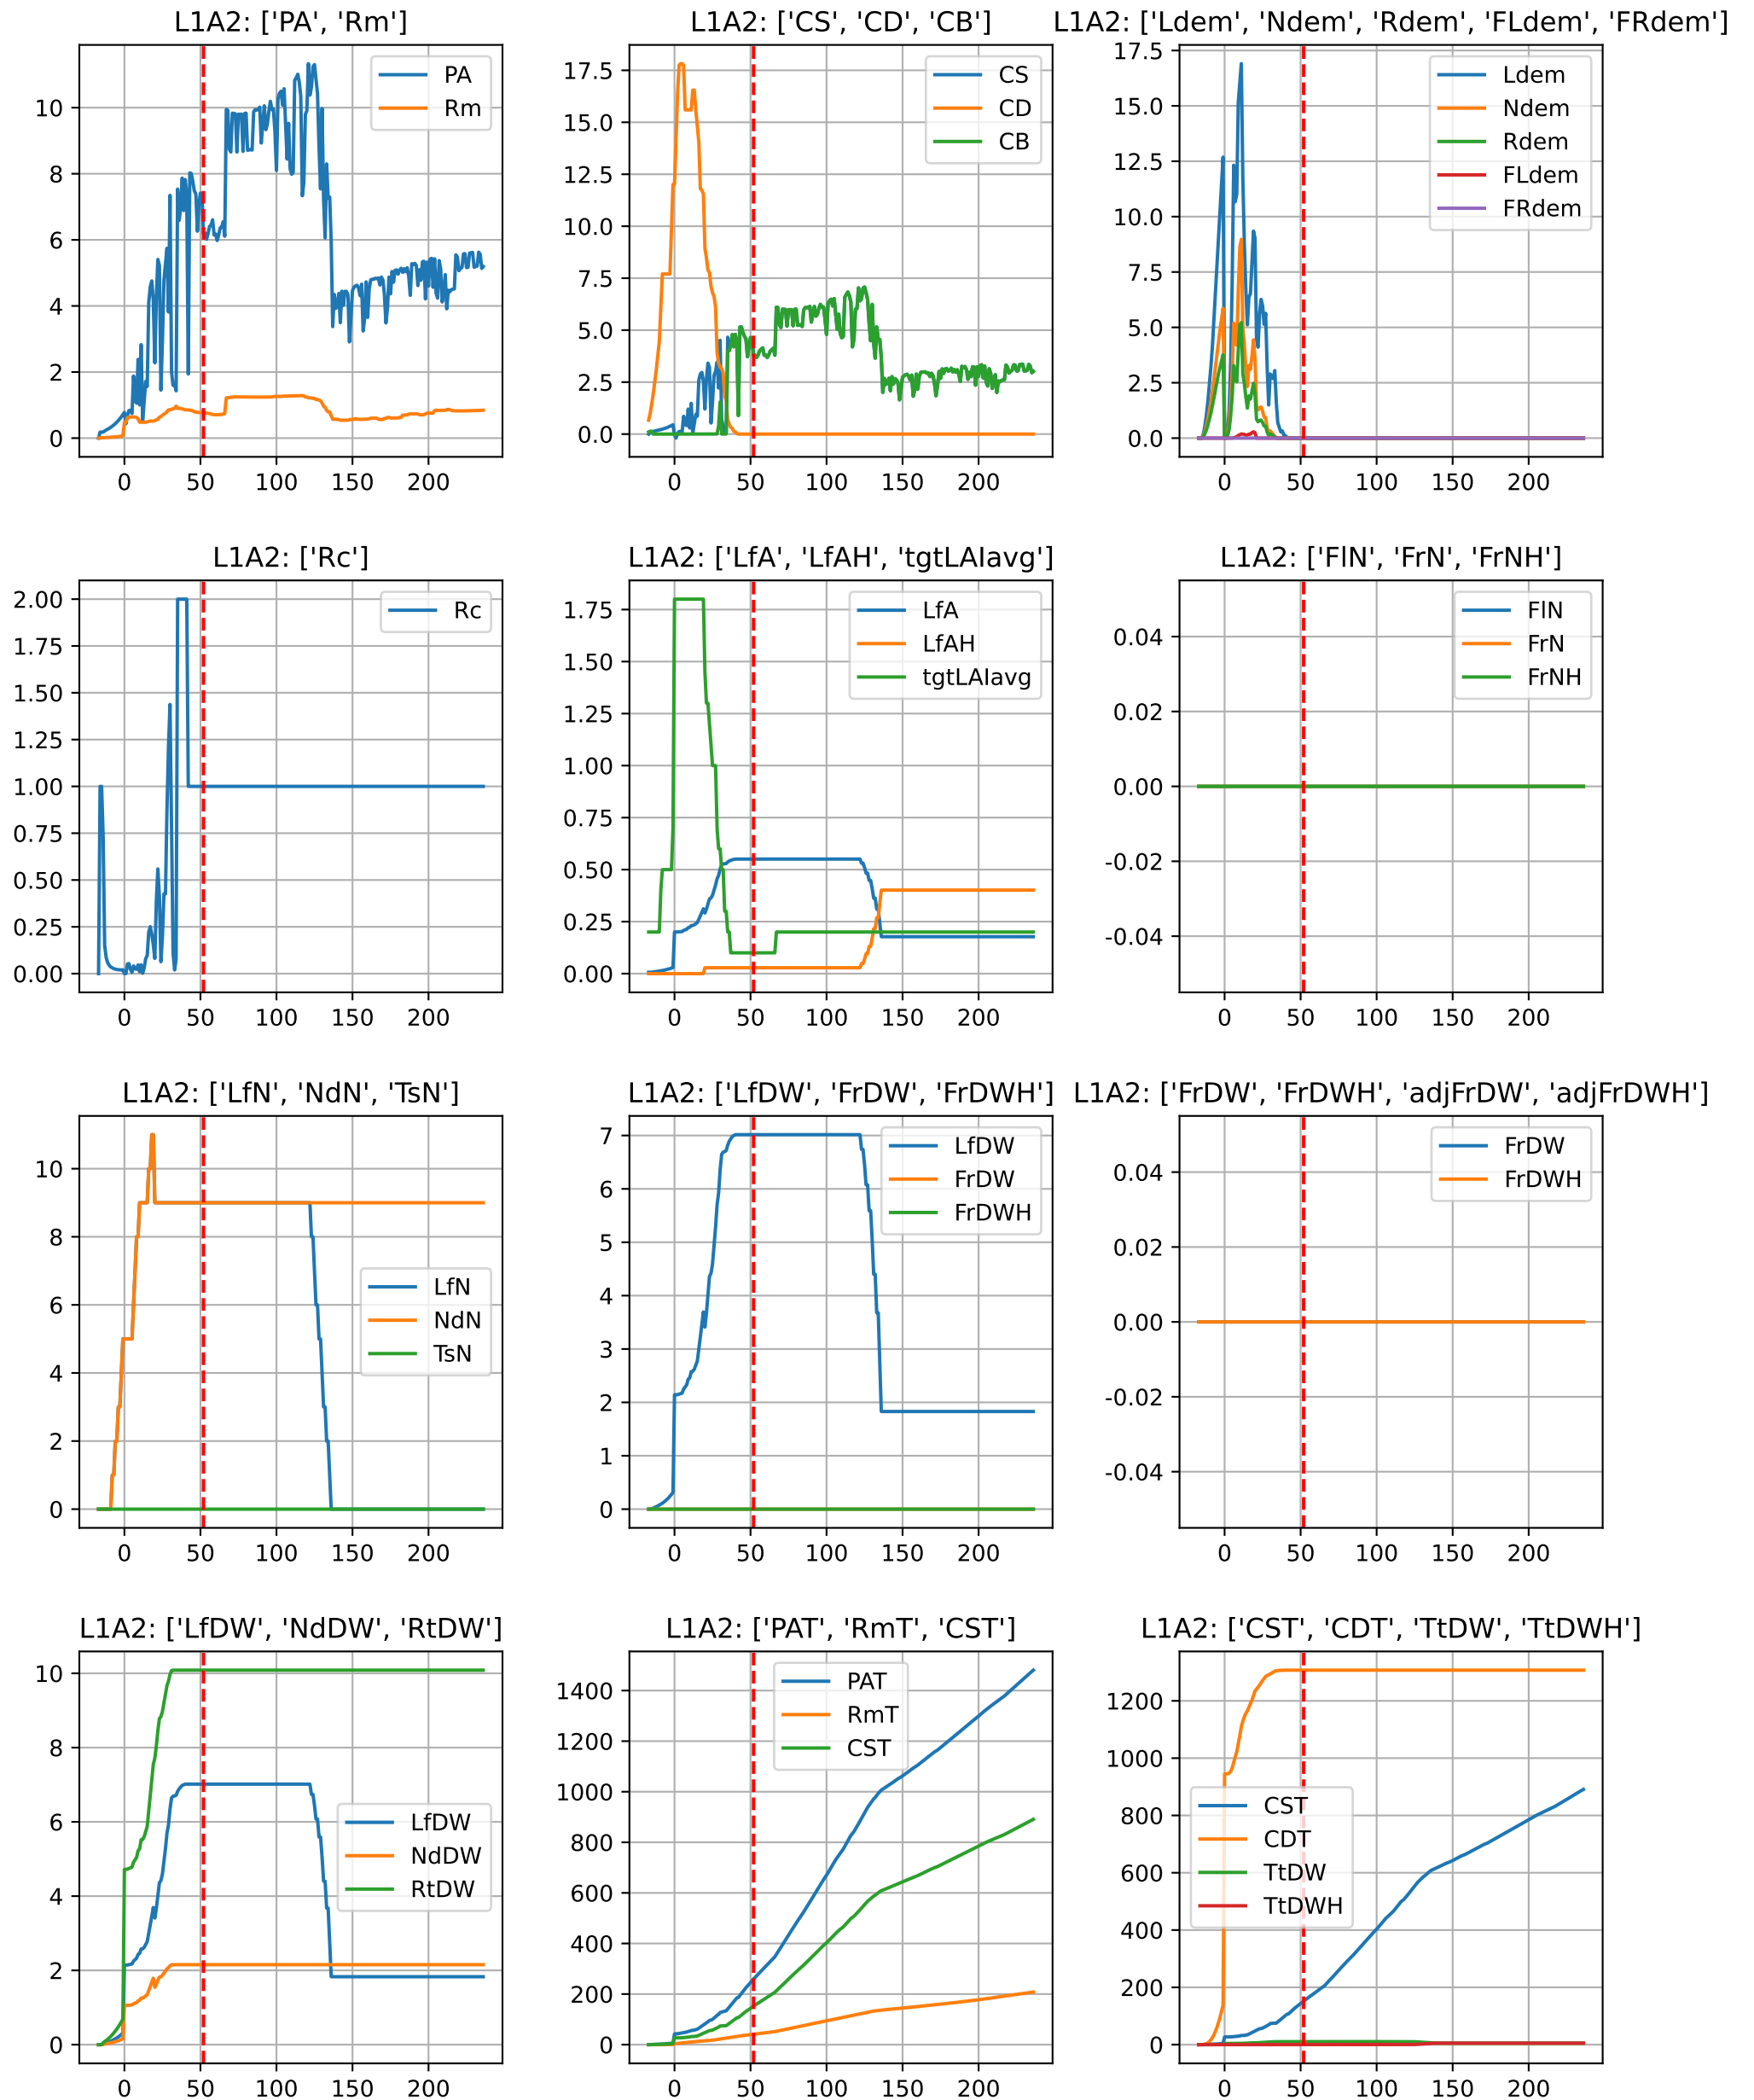 L1A2: ['PA', 'Rm']
PA
Rm
10
8
6
4
2
0
0 50 100 150 200
L1A2: ['CS', 'CD', 'CB']
CS
CD
CB
17.5
15.0
12.5
10.0
7.5
5.0
2.5
0.0
0 50 100 150 200
L1A2: ['Ldem', 'Ndem', 'Rdem', 'FLdem', 'FRdem']
Ldem
Ndem
Rdem
FLdem
FRdem
17.5
15.0
12.5
10.0
7.5
5.0
2.5
0.0
0 50 100 150 200
L1A2: ['Rc']
Rc
2.00
1.75
1.50
1.25
1.00
0.75
0.50
0.25
0.00
0 50 100 150 200
L1A2: ['LfA', 'LfAH', 'tgtLAIavg']
LfA
LfAH
tgtLAIavg
1.75
1.50
1.25
1.00
0.75
0.50
0.25
0.00
0 50 100 150 200
L1A2: ['FlN', 'FrN', 'FrNH']
FlN
FrN
FrNH
0.04
0.02
0.00
-0.02
-0.04
0 50 100 150 200
L1A2: ['LfN', 'NdN', 'TsN']
LfN
NdN
TsN
10
8
6
4
2
0
0 50 100 150 200
L1A2: ['LfDW', 'FrDW', 'FrDWH']
LfDW
FrDW
FrDWH
7
6
5
4
3
2
1
0
0 50 100 150 200
L1A2: ['FrDW', 'FrDWH', 'adjFrDW', 'adjFrDWH']
FrDW
FrDWH
0.04
0.02
0.00
-0.02
-0.04
0 50 100 150 200
L1A2: ['LfDW', 'NdDW', 'RtDW']
LfDW
NdDW
RtDW
10
8
6
4
2
0
0 50 100 150 200
L1A2: ['PAT', 'RmT', 'CST']
PAT
RmT
CST
1400
1200
1000
800
600
400
200
0
0 50 100 150 200
L1A2: ['CST', 'CDT', 'TtDW', 'TtDWH']
CST
CDT
TtDW
TtDWH
1200
1000
800
600
400
200
0
0 50 100 150 200